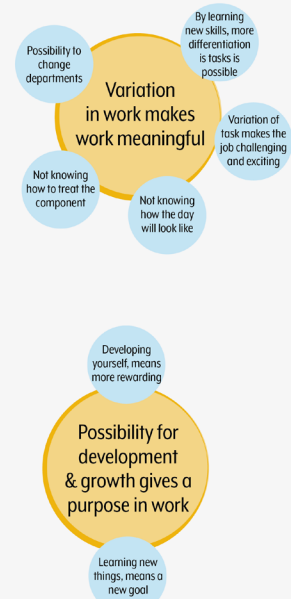 By learning
new skills, more
differentiation
is tasks is
possible
Possibility to
change
departments
Variation
in work makes
work meaningful
Variation of
task makes the
job challenging
and exciting
Not knowing
how to treat the
component
Not knowing
how the day
will look like
Developing
yourself, means
more rewarding
Possibility for
development
& growth gives a
purpose in work
Learning new
things, means a
new goal